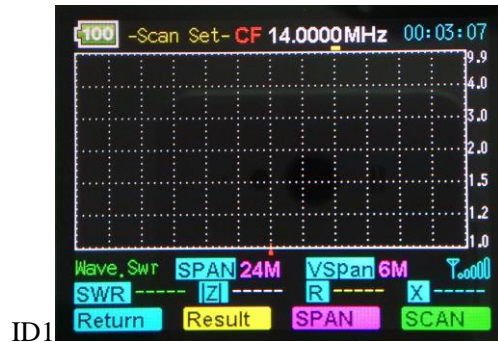 100 -Scan Set- CF 14.0000MHz 00:03:07
9.9
4.0
3.0
2.0
1.5
1.2
1.0
Wave.Swr SPAN 24M VSpan 6M
SWR ----- |Z| ----- R ----- X -----
Return Result SPAN SCAN
ID1